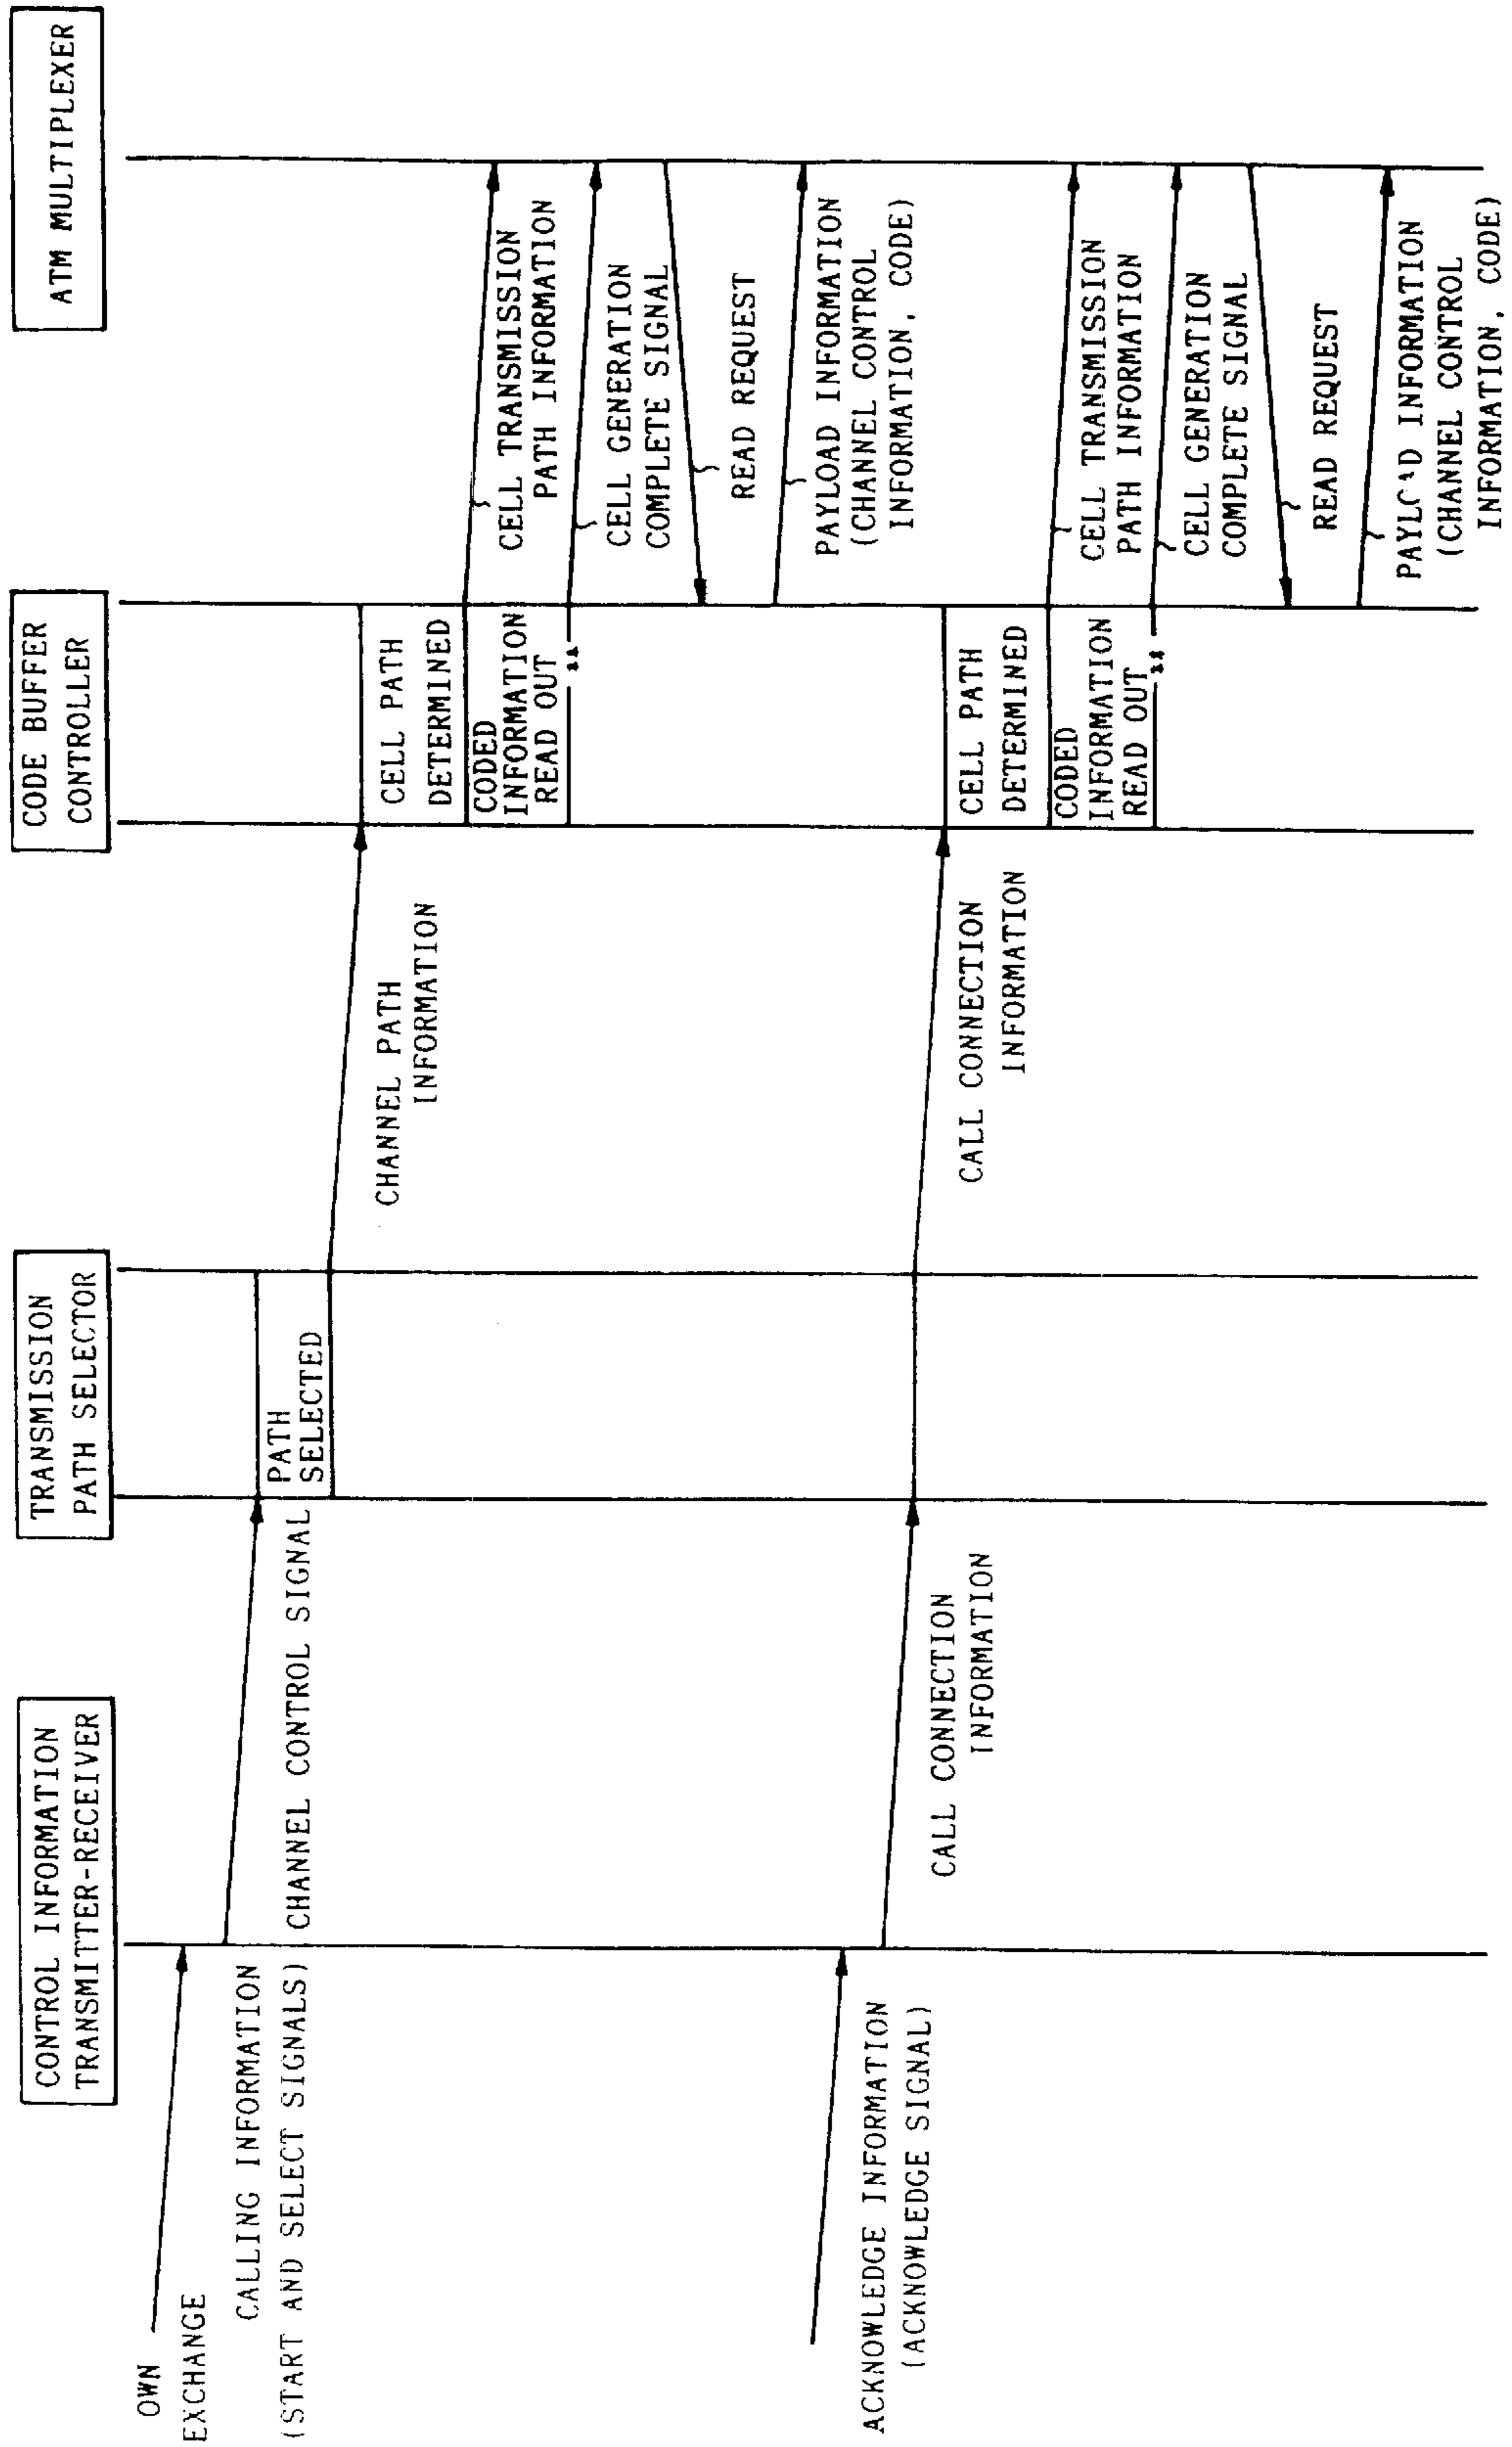 CONTROL INFORMATION
TRANSMITTER-RECEIVER
TRANSMISSION
PATH SELECTOR
CODE BUFFER
CONTROLLER
ATM MULTIPLEXER
OWN
EXCHANGE
CALLING INFORMATION
(START AND SELECT SIGNALS)
CHANNEL CONTROL SIGNAL
PATH
SELECTED
CHANNEL PATH
INFORMATION
CELL PATH
DETERMINED
CODED
INFORMATION
READ OUT
CELL TRANSMISSION
PATH INFORMATION
CELL GENERATION
COMPLETE SIGNAL
READ REQUEST
PAYLOAD INFORMATION
(CHANNEL CONTROL
INFORMATION, CODE)
ACKNOWLEDGE INFORMATION
(ACKNOWLEDGE SIGNAL)
CALL CONNECTION
INFORMATION
CALL CONNECTION
INFORMATION
CELL PATH
DETERMINED
CODED
INFORMATION
READ OUT
CELL TRANSMISSION
PATH INFORMATION
CELL GENERATION
COMPLETE SIGNAL
READ REQUEST
PAYLOAD INFORMATION
(CHANNEL CONTROL
INFORMATION, CODE)